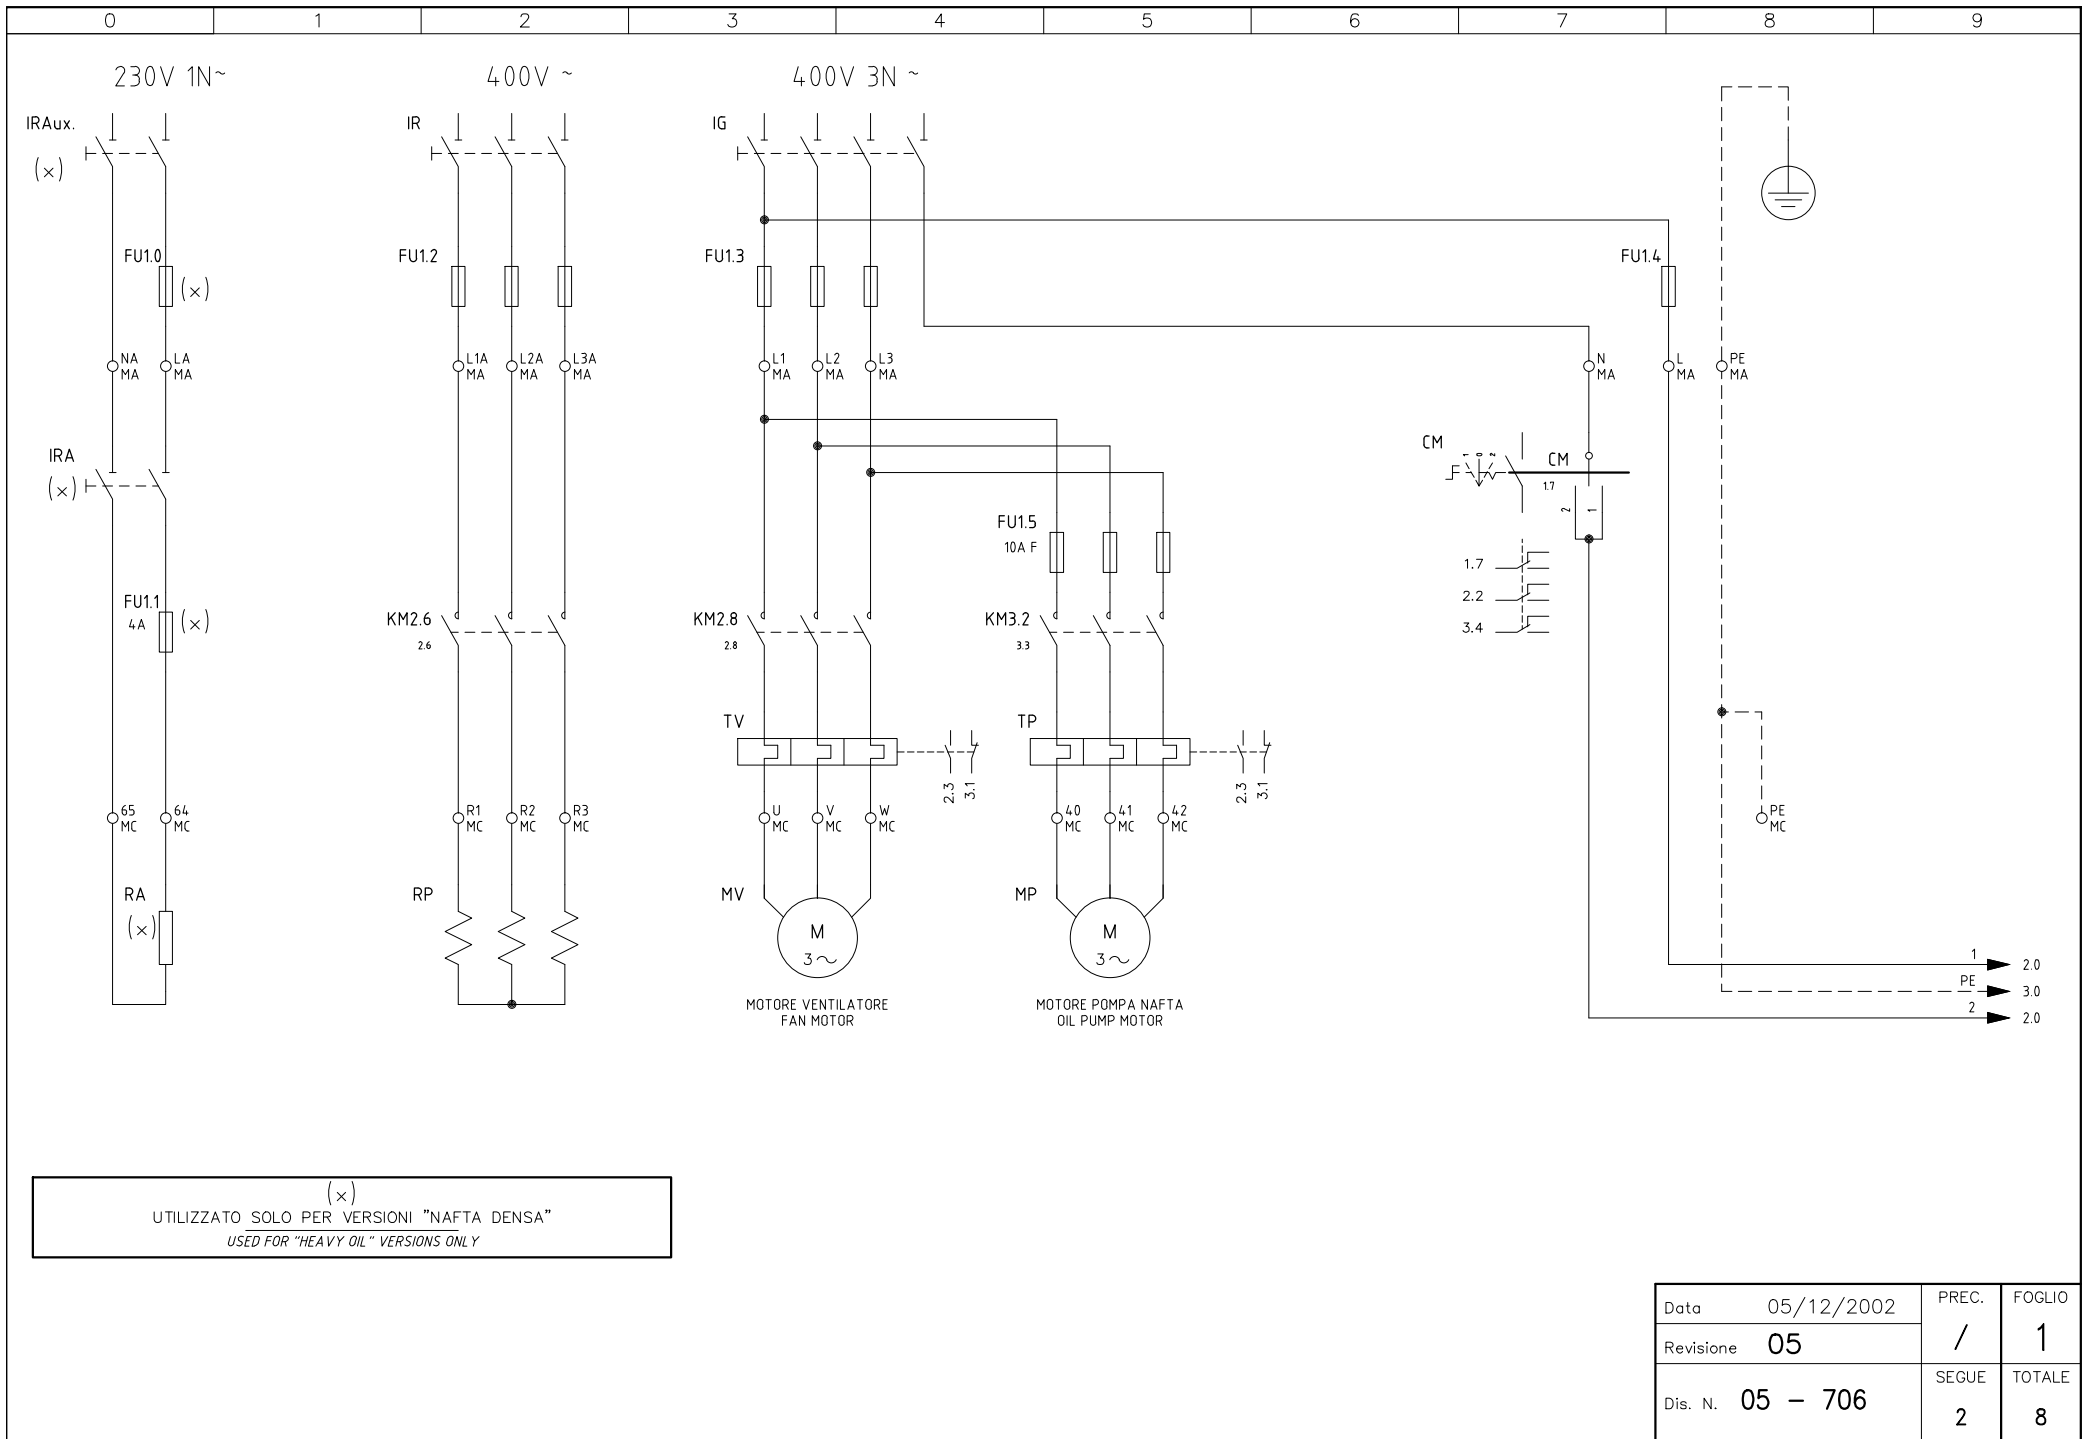 0 1 2 3 4 5 6 7 8 9
230V 1N~ 400V ~ 400V 3N ~
IRAux. IR IG
(x)
FU1.0 FU1.2 FU1.3 FU1.4
(x)
NA LA L1A L2A L3A L1 L2 L3 N L PE
MA MA MA MA MA MA MA MA MA MA MA
CM 1 0 2 CM
IRA
(x) 1.7
2 1
FU1.5
10A F
1.7
2.2
3.4
FU1.1
4A (x)
KM2.6 KM2.8 KM3.2
2.6 2.8 3.3
TV TP
2.3 3.1 2.3 3.1
65 64 R1 R2 R3 U V W 40 41 42 PE
MC MC MC MC MC MC MC MC MC MC MC MC
RA RP MV MP
(x) M M
3~ 3~
1 2.0
PE 3.0
2 2.0
MOTORE VENTILATORE
FAN MOTOR
MOTORE POMPA NAFTA
OIL PUMP MOTOR
(x)
UTILIZZATO SOLO PER VERSIONI "NAFTA DENSA"
USED FOR "HEAVY OIL" VERSIONS ONLY
Data 05/12/2002 PREC. FOGLIO
Revisione 05 / 1
SEGUE TOTALE
Dis. N. 05 - 706 2 8